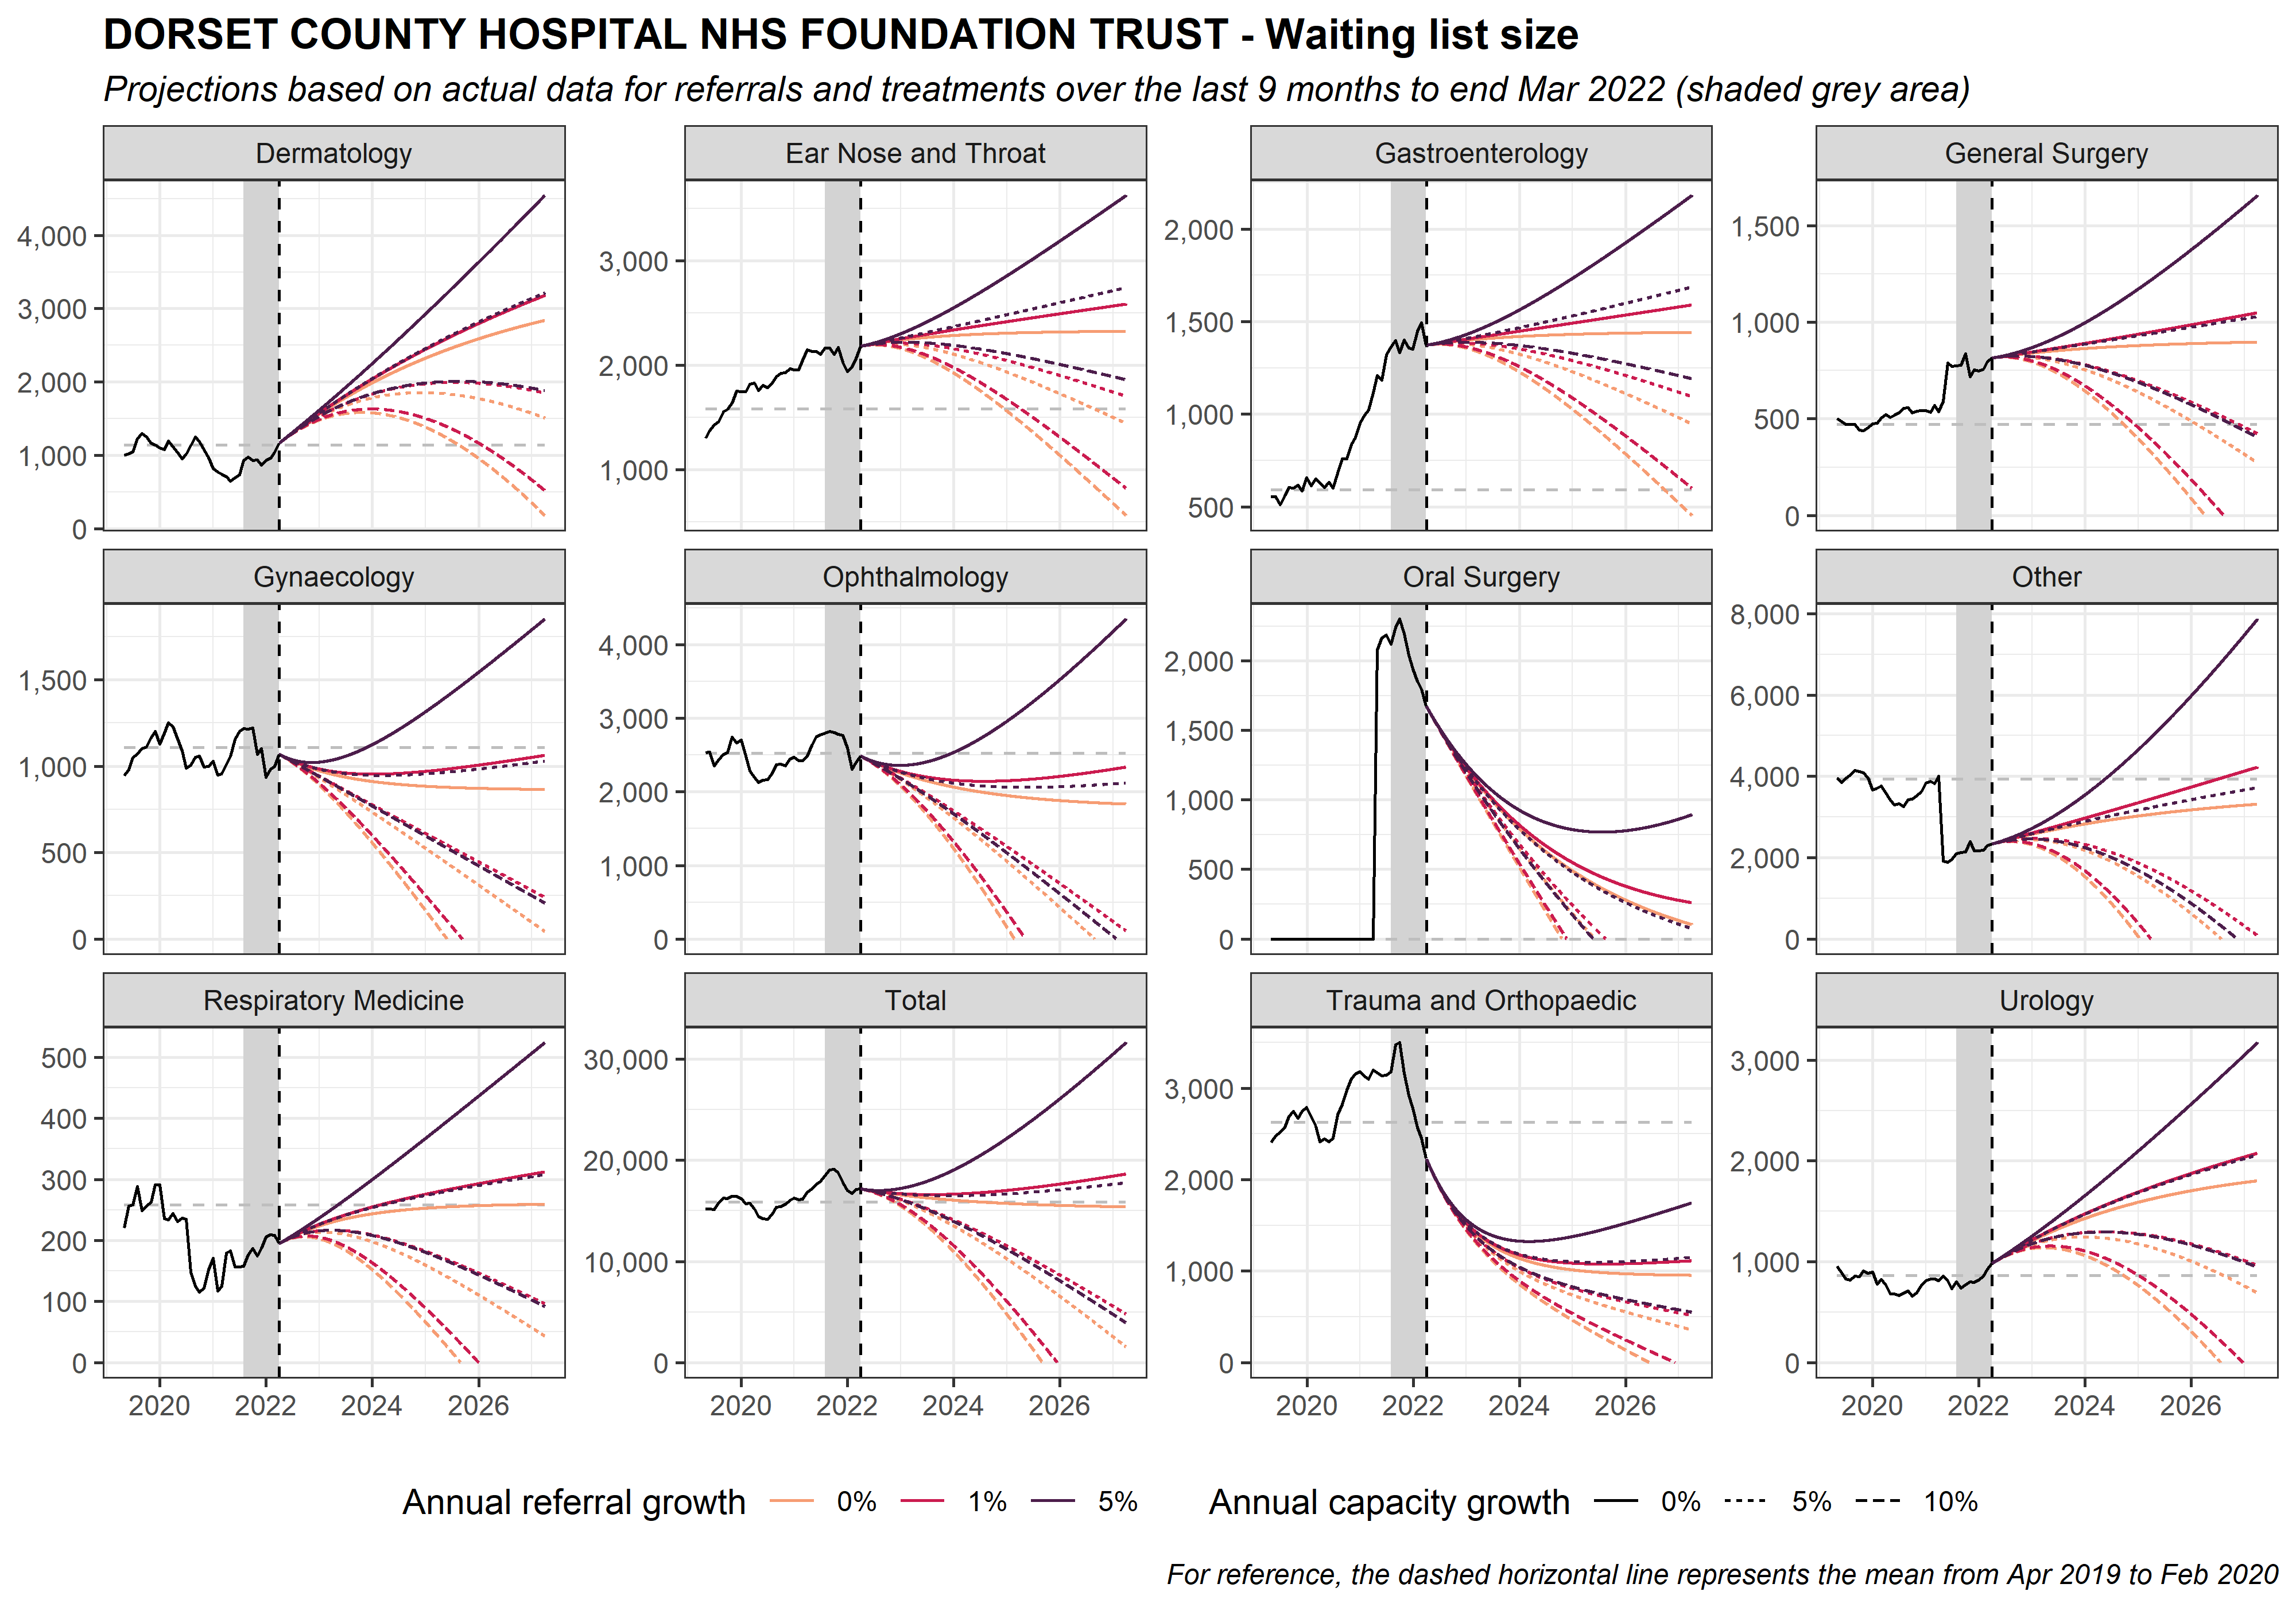 DORSET COUNTY HOSPITAL NHS FOUNDATION TRUST - Waiting list size
Projections based on actual data for referrals and treatments over the last 9 months to end Mar 2022 (shaded grey area)
Dermatology
Ear Nose and Throat
Gastroenterology
General Surgery
4,000
3,000
2,000
1,000
0
3,000
2,000
1,000
2,000
1,500
1,000
500
1,500
1,000
500
0
Gynaecology
Ophthalmology
Oral Surgery
Other
1,500
1,000
500
0
4,000
3,000
2,000
1,000
0
2,000
1,500
1,000
500
0
8,000
6,000
4,000
2,000
0
Respiratory Medicine
Total
Trauma and Orthopaedic
Urology
500
400
300
200
100
0
30,000
20,000
10,000
0
3,000
2,000
1,000
0
3,000
2,000
1,000
0
2020 2022 2024 2026
2020 2022 2024 2026
2020 2022 2024 2026
2020 2022 2024 2026
Annual referral growth 0% 1% 5%
Annual capacity growth 0% 5% 10%
For reference, the dashed horizontal line represents the mean from Apr 2019 to Feb 2020